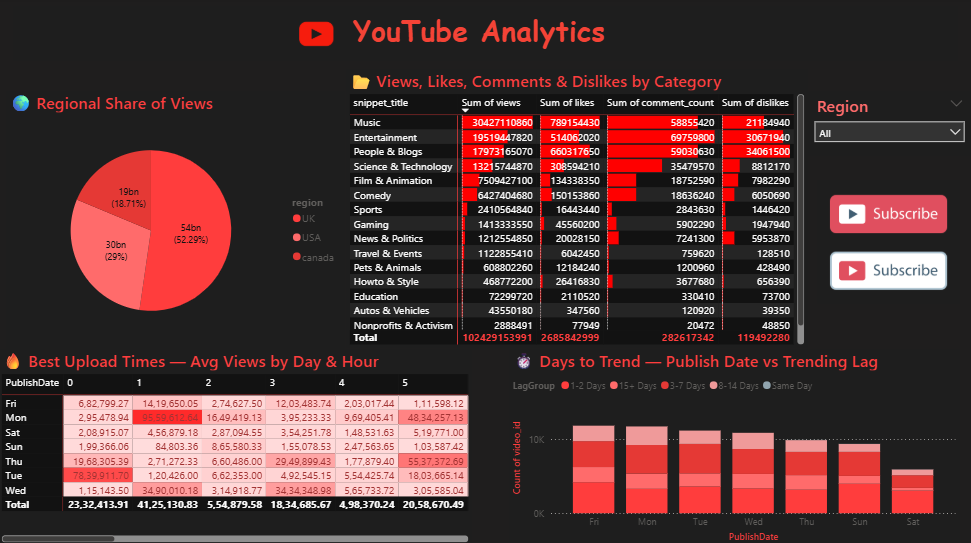 YouTube Analytics
🌍 Regional Share of Views
19bn
(18.71%)
30bn
(29%)
54bn
(52.29%)
region
UK
USA
canada
📂 Views, Likes, Comments & Dislikes by Category
snippet_title Sum of views Sum of likes Sum of comment_count Sum of dislikes
Music 30427110860 789154430 58855420 21184940
Entertainment 19519447820 514062020 69759800 30671940
People & Blogs 17973165070 660317650 59030630 34061500
Science & Technology 13215744870 308594210 35479570 8812170
Film & Animation 7509427100 134338350 18752590 7982290
Comedy 6427404680 150153860 18636240 6050690
Sports 2410564840 16443440 2843630 1446420
Gaming 1413333550 45560200 5902290 1947940
News & Politics 1212554850 20028150 7241300 5953870
Travel & Events 1122855410 6042450 759620 128510
Pets & Animals 608802260 12184240 1200960 428490
Howto & Style 468772200 26416830 3677680 656390
Education 72299720 2110520 330410 73700
Autos & Vehicles 43550180 347560 120920 39350
Nonprofits & Activism 2888491 77949 20472 48850
Total 102429153991 2685842999 282617342 119492280
Region
All
Subscribe
Subscribe
🔥 Best Upload Times — Avg Views by Day & Hour
PublishDate 0 1 2 3 4 5
Fri 6,82,799.27 14,19,650.05 2,74,627.50 12,03,483.74 2,03,017.44 1,11,598.12
Mon 2,95,478.94 16,49,419.13 3,95,233.33 9,69,405.41 48,34,257.13
Sat 2,08,915.07 4,56,879.18 2,87,094.55 3,54,251.78 1,48,531.63 5,19,771.00
Sun 1,99,366.06 84,803.36 8,65,580.33 1,55,078.53 2,47,563.65 1,03,587.42
Thu 19,68,305.39 2,71,272.33 6,60,486.00 29,49,899.43 1,77,879.40 55,37,372.69
Tue 78,39,911.70 1,20,426.00 6,62,353.00 4,92,545.15 5,54,425.74 18,03,665.14
Wed 1,15,143.50 34,90,010.18 3,14,918.77 34,34,348.98 5,65,733.72 3,05,585.04
Total 23,32,413.91 41,25,130.83 5,54,879.58 18,34,685.67 4,98,370.24 20,58,670.49
⏱️ Days to Trend — Publish Date vs Trending Lag
LagGroup 1-2 Days 15+ Days 3-7 Days 8-14 Days Same Day
Count of video_id
10K
0K
Fri Mon Tue Wed Thu Sun Sat
PublishDate